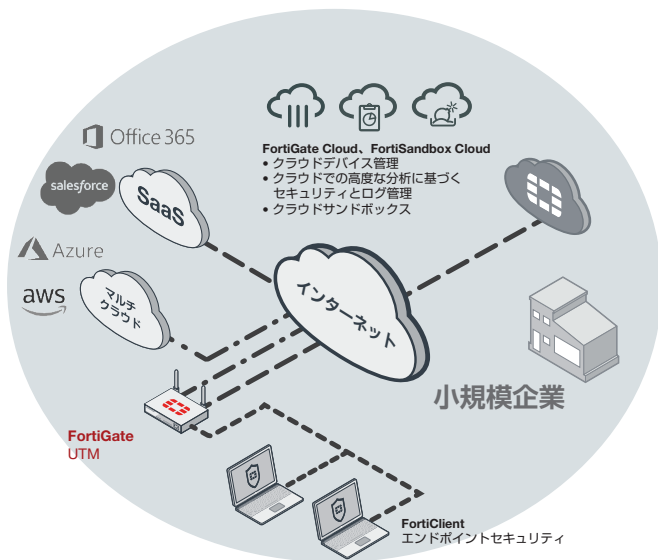 Office 365
salesforce
SaaS
Azure
aws
マルチ
クラウド
FortiGate Cloud、FortiSandbox Cloud
• クラウドデバイス管理
• クラウドでの高度な分析に基づく
セキュリティとログ管理
• クラウドサンドボックス
インターネット
小規模企業
FortiGate
UTM
FortiClient
エンドポイントセキュリティ